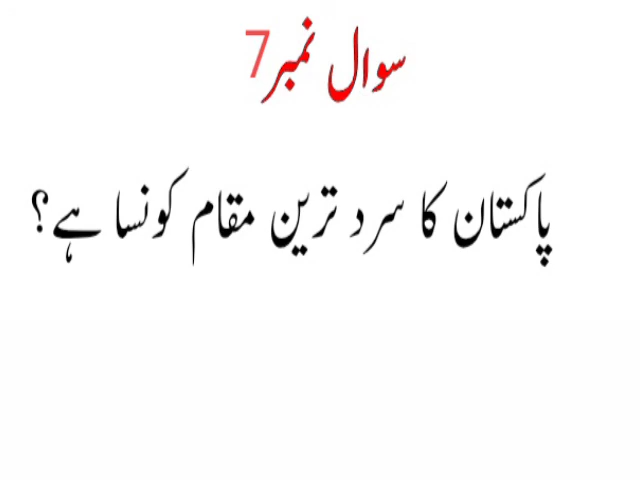 سوال نمبر7
پاکستان کا سرد ترین مقام کونسا ہے؟